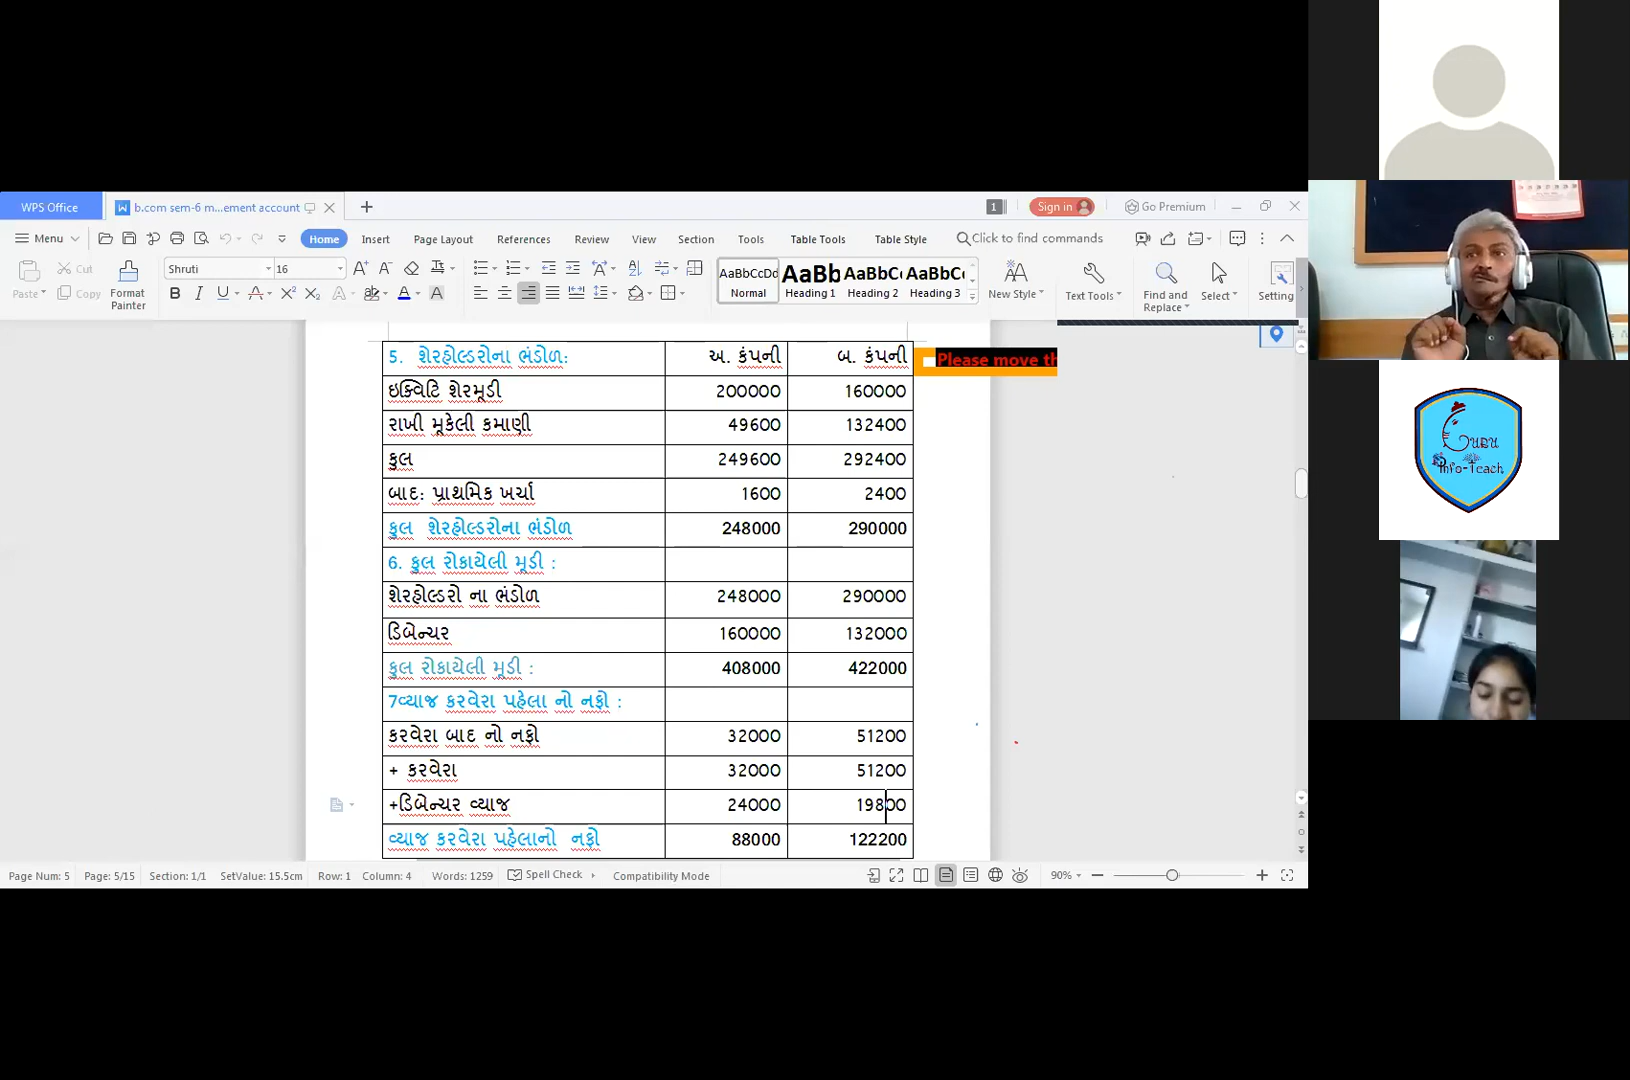 WPS Office
b.com sem-6 m...ement account
1
Sign in
Go Premium
Menu
Home
Insert
Page Layout
References
Review
View
Section
Tools
Table Tools
Table Style
Click to find commands
Paste
Cut
Copy
Format Painter
Shruti
16
AaBbCcDd
Normal
AaBb
Heading 1
AaBbC
Heading 2
AaBbC
Heading 3
New Style
Text Tools
Find and Replace
Select
Setting
5. શેરહોલ્ડરોના ભંડોળ: અ. કંપની બ. કંપની
Please move th
ઇક્વિટિ શેરમૂડી 200000 160000
રાખી મૂકેલી કમાણી 49600 132400
કુલ 249600 292400
બાદ: પ્રાથમિક ખર્ચા 1600 2400
કુલ શેરહોલ્ડરોના ભંડોળ 248000 290000
6. કુલ રોકાયેલી મૂડી :
શેરહોલ્ડરો ના ભંડોળ 248000 290000
ડિબેન્ચર 160000 132000
કુલ રોકાયેલી મૂડી : 408000 422000
7વ્યાજ કરવેરા પહેલા નો નફો :
કરવેરા બાદ નો નફો 32000 51200
+ કરવેરા 32000 51200
+ડિબેન્ચર વ્યાજ 24000 19800
વ્યાજ કરવેરા પહેલાનો નફો 88000 122200
Page Num: 5
Page: 5/15
Section: 1/1
SetValue: 15.5cm
Row: 1
Column: 4
Words: 1259
Spell Check
Compatibility Mode
90%
Guru
Info-Teach